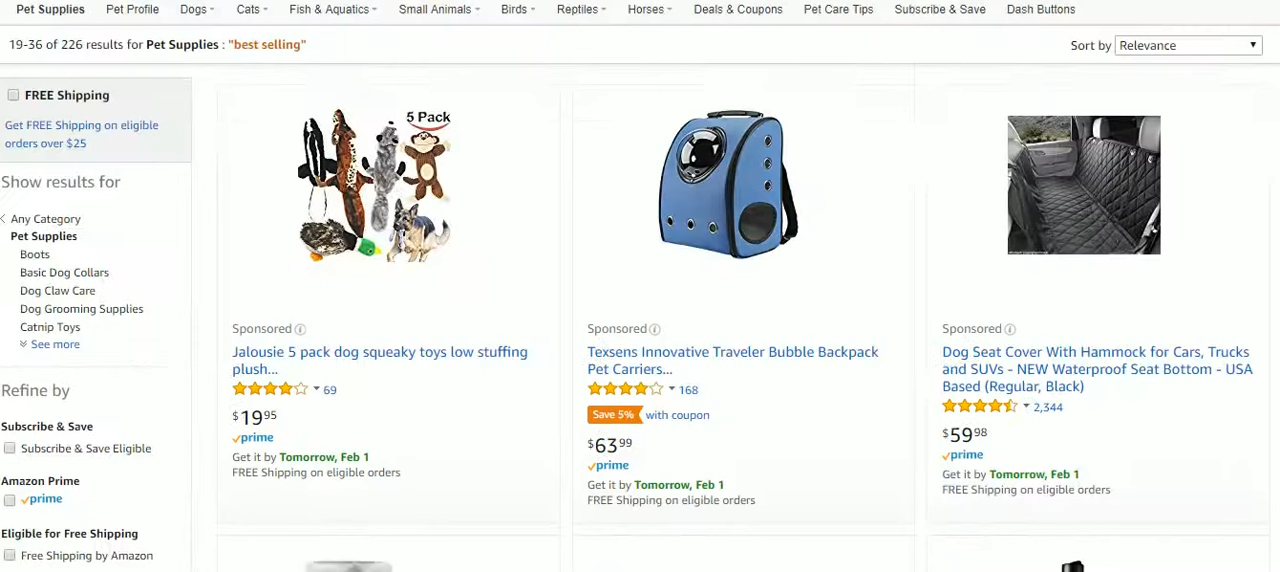 Pet Supplies Pet Profile Dogs Cats Fish & Aquatics Small Animals Birds Reptiles Horses Deals & Coupons Pet Care Tips Subscribe & Save Dash Buttons
19-36 of 226 results for Pet Supplies : "best selling"
Sort by Relevance
FREE Shipping
Get FREE Shipping on eligible
orders over $25
Show results for
Any Category
Pet Supplies
Boots
Basic Dog Collars
Dog Claw Care
Dog Grooming Supplies
Catnip Toys
See more
Refine by
Subscribe & Save
Subscribe & Save Eligible
Amazon Prime
prime
Eligible for Free Shipping
Free Shipping by Amazon
5 Pack
Sponsored
Jalousie 5 pack dog squeaky toys low stuffing
plush...
69
$19 95
prime
Get it by Tomorrow, Feb 1
FREE Shipping on eligible orders
Sponsored
Texsens Innovative Traveler Bubble Backpack
Pet Carriers...
168
Save 5% with coupon
$63 99
prime
Get it by Tomorrow, Feb 1
FREE Shipping on eligible orders
Sponsored
Dog Seat Cover With Hammock for Cars, Trucks
and SUVs - NEW Waterproof Seat Bottom - USA
Based (Regular, Black)
2,344
$59 98
prime
Get it by Tomorrow, Feb 1
FREE Shipping on eligible orders